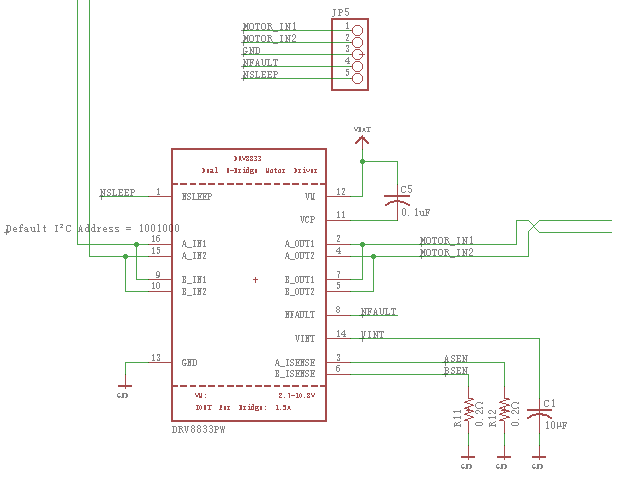 JP5
MOTOR_IN1 1
MOTOR_IN2 2
GND 3
NFAULT 4
NSLEEP 5
VBAT
DRV8833
Dual H-Bridge Motor Driver
NSLEEP 1 NSLEEP VM 12
C5
0.1uF
VCP 11
Default I²C Address = 1001000
16 A_IN1 A_OUT1 2 MOTOR_IN1
15 A_IN2 A_OUT2 4 MOTOR_IN2
9 B_IN1 B_OUT1 7
10 B_IN2 B_OUT2 5
NFAULT 8 NFAULT
VINT 14 VINT
13 GND A_ISENSE 3 ASEN
B_ISENSE 6 BSEN
GND
VM: 2.7-10.8V
IOUT Per Bridge: 1.5A
DRV8833PW
R11 0.2Ω
R12 0.2Ω
C1
10µF
GND GND GND